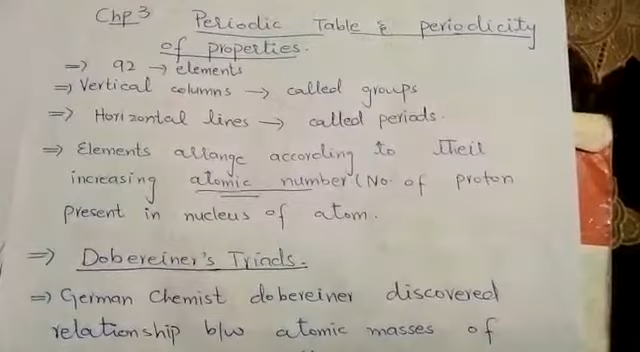 Chp 3 Periodic Table & periodicity
of properties.
⇒ 92 → elements
⇒ Vertical columns → called groups
⇒ Horizontal lines → called periods.
⇒ Elements arrange according to their
increasing atomic number (No. of proton
present in nucleus of atom.
⇒ Dobereiner's Triads.
⇒ German Chemist dobereiner discovered
relationship b/w atomic masses of